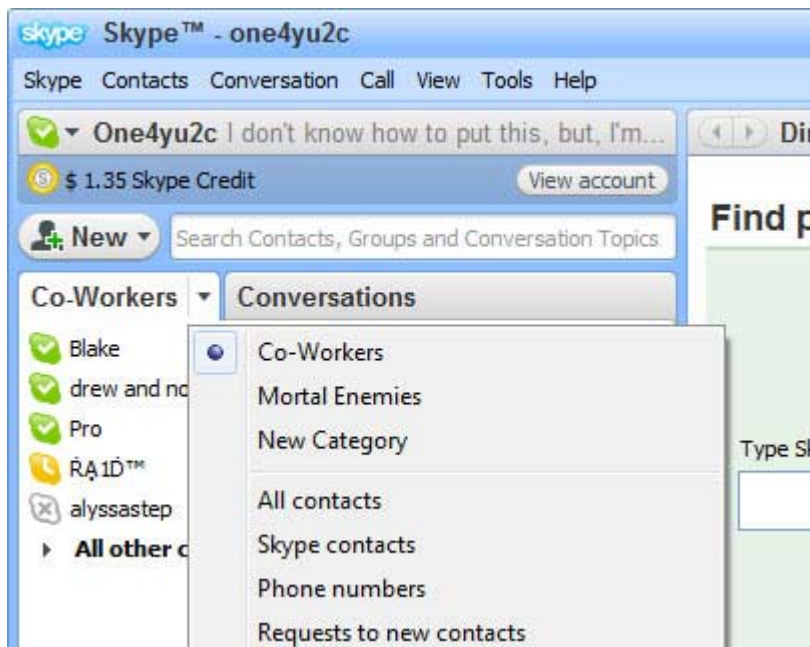 skype Skype™ - one4yu2c
Skype Contacts Conversation Call View Tools Help
One4yu2c I don't know how to put this, but, I'm...
$ 1.35 Skype Credit View account
Find p
New Search Contacts, Groups and Conversation Topics
Co-Workers Conversations
Blake
drew and no
Pro
ṘẠ1Ḋ™
alyssastep
All other c
Co-Workers
Mortal Enemies
New Category
All contacts
Skype contacts
Phone numbers
Requests to new contacts
Type Sk